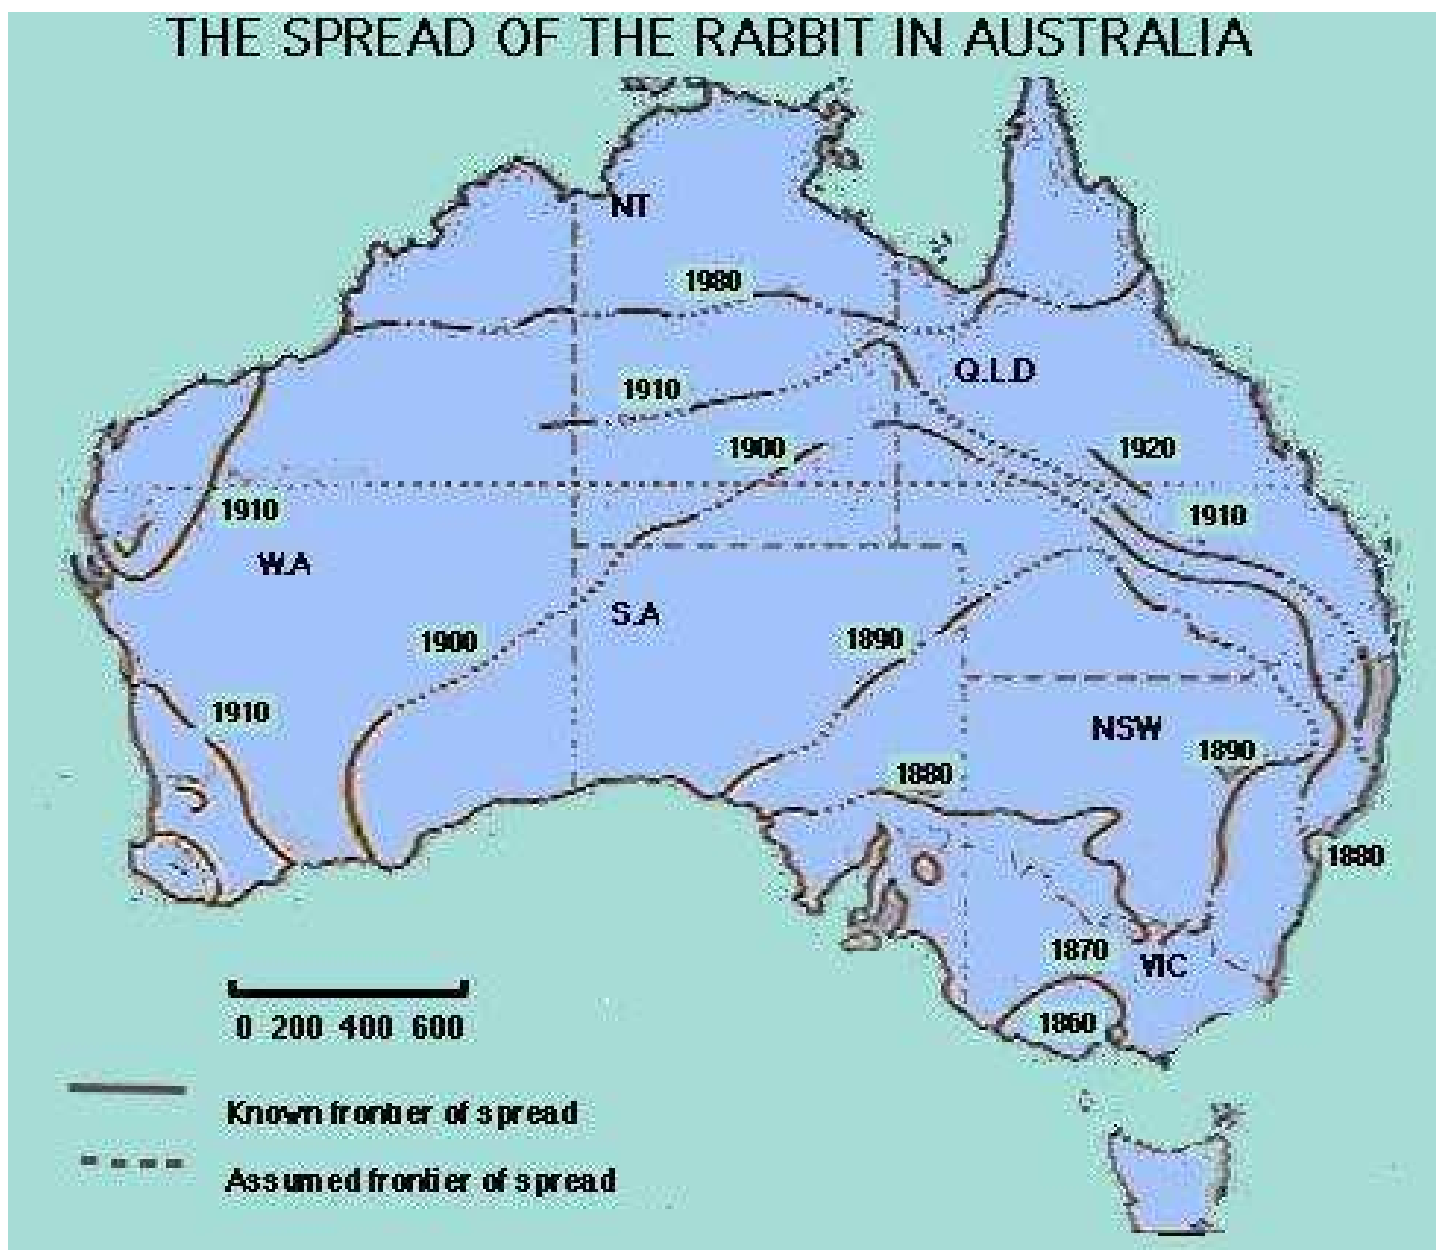 THE SPREAD OF THE RABBIT IN AUSTRALIA
NT
1980
Q.L.D
1910
1900
1920
1910
1910
W.A
S.A
1900
1890
1910
NSW
1890
1880
1880
1870
VIC
1860
0 200 400 600
Known frontier of spread
Assumed frontier of spread